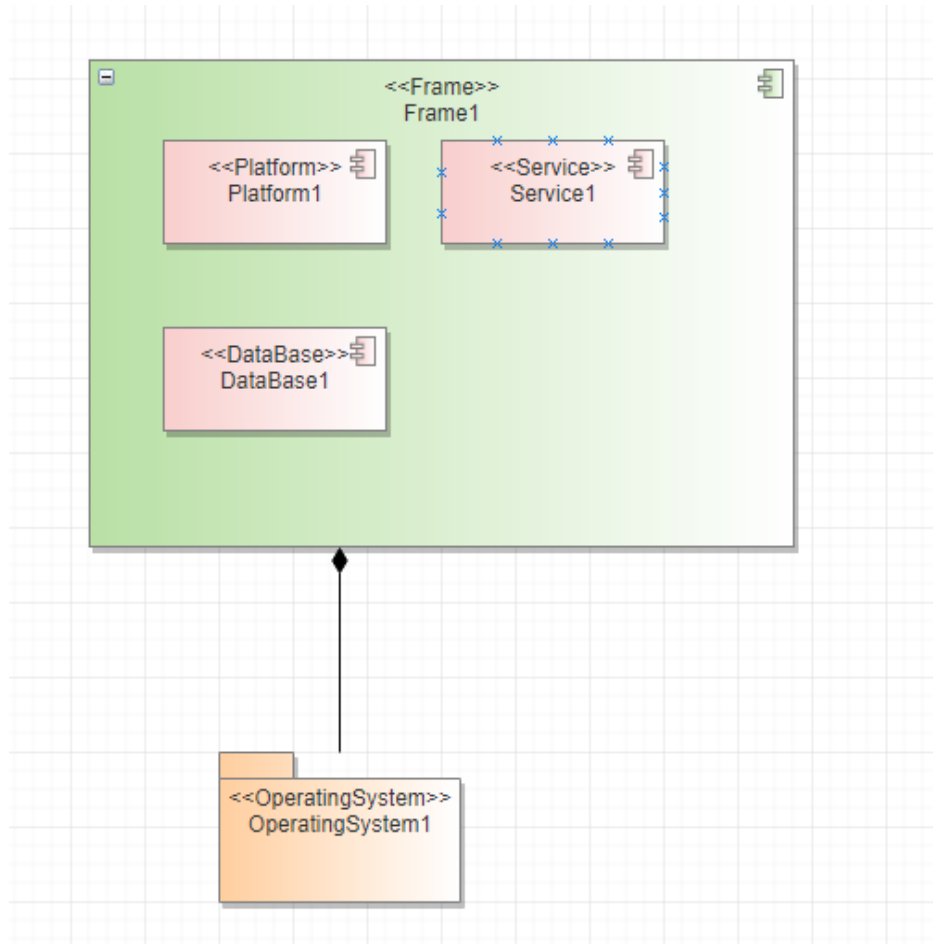 <<Frame>>
Frame1
<<Platform>>
Platform1
<<Service>>
Service1
<<DataBase>>
DataBase1
<<OperatingSystem>>
OperatingSystem1